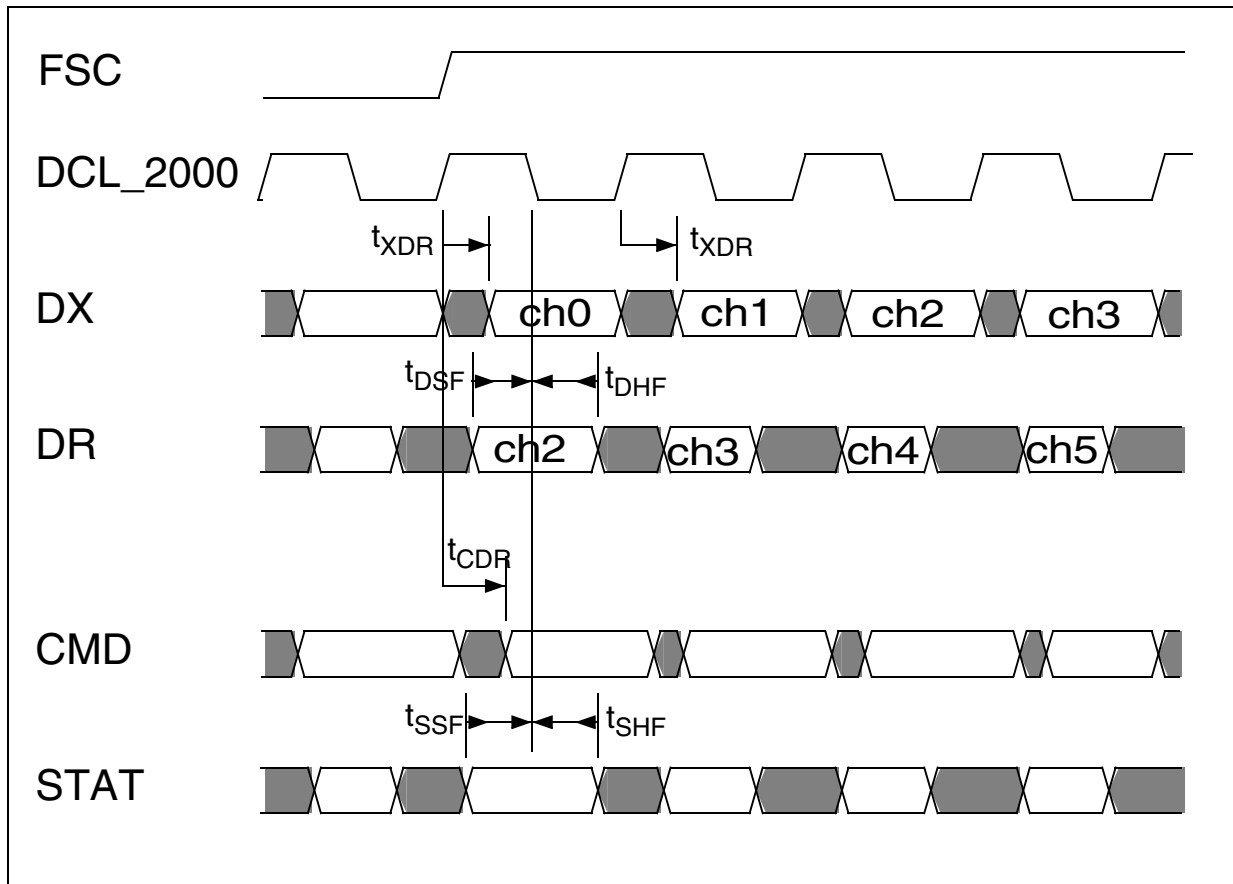 FSC
DCL_2000
tXDR tXDR
DX ch0 ch1 ch2 ch3
tDSF tDHF
DR ch2 ch3 ch4 ch5
tCDR
CMD
tSSF tSHF
STAT